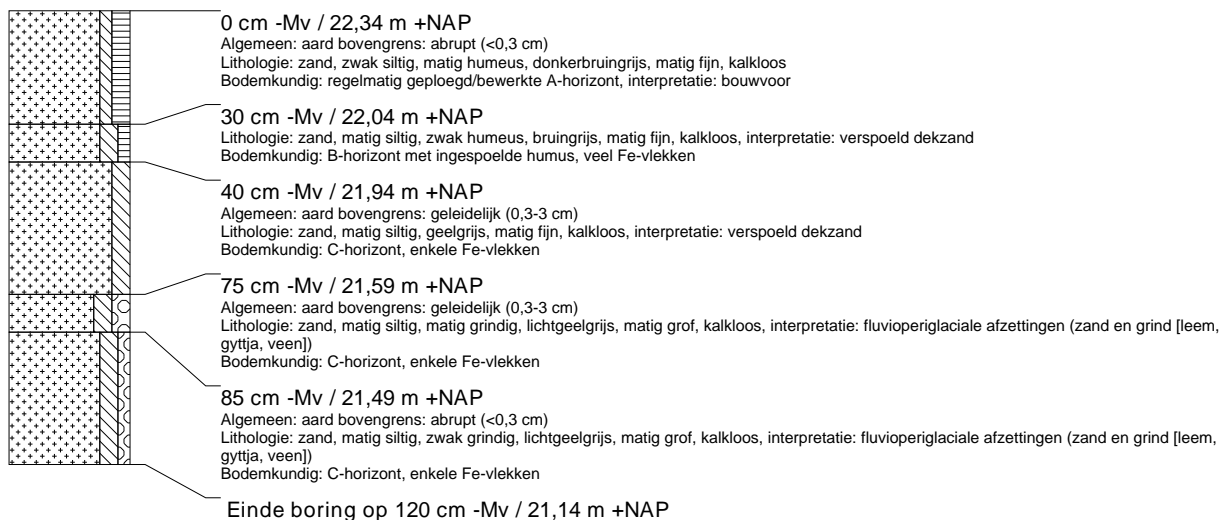 0 cm -Mv / 22,34 m +NAP
Algemeen: aard bovengrens: abrupt (<0,3 cm)
Lithologie: zand, zwak siltig, matig humeus, donkerbruingrijs, matig fijn, kalkloos
Bodemkundig: regelmatig geploegd/bewerkte A-horizont, interpretatie: bouwvoor
30 cm -Mv / 22,04 m +NAP
Lithologie: zand, matig siltig, zwak humeus, bruingrijs, matig fijn, kalkloos, interpretatie: verspoeld dekzand
Bodemkundig: B-horizont met ingespoelde humus, veel Fe-vlekken
40 cm -Mv / 21,94 m +NAP
Algemeen: aard bovengrens: geleidelijk (0,3-3 cm)
Lithologie: zand, matig siltig, geelgrijs, matig fijn, kalkloos, interpretatie: verspoeld dekzand
Bodemkundig: C-horizont, enkele Fe-vlekken
75 cm -Mv / 21,59 m +NAP
Algemeen: aard bovengrens: geleidelijk (0,3-3 cm)
Lithologie: zand, matig siltig, matig grindig, lichtgeelgrijs, matig grof, kalkloos, interpretatie: fluvioperiglaciale afzettingen (zand en grind [leem,
gyttja, veen])
Bodemkundig: C-horizont, enkele Fe-vlekken
85 cm -Mv / 21,49 m +NAP
Algemeen: aard bovengrens: abrupt (<0,3 cm)
Lithologie: zand, matig siltig, zwak grindig, lichtgeelgrijs, matig grof, kalkloos, interpretatie: fluvioperiglaciale afzettingen (zand en grind [leem,
gyttja, veen])
Bodemkundig: C-horizont, enkele Fe-vlekken
Einde boring op 120 cm -Mv / 21,14 m +NAP